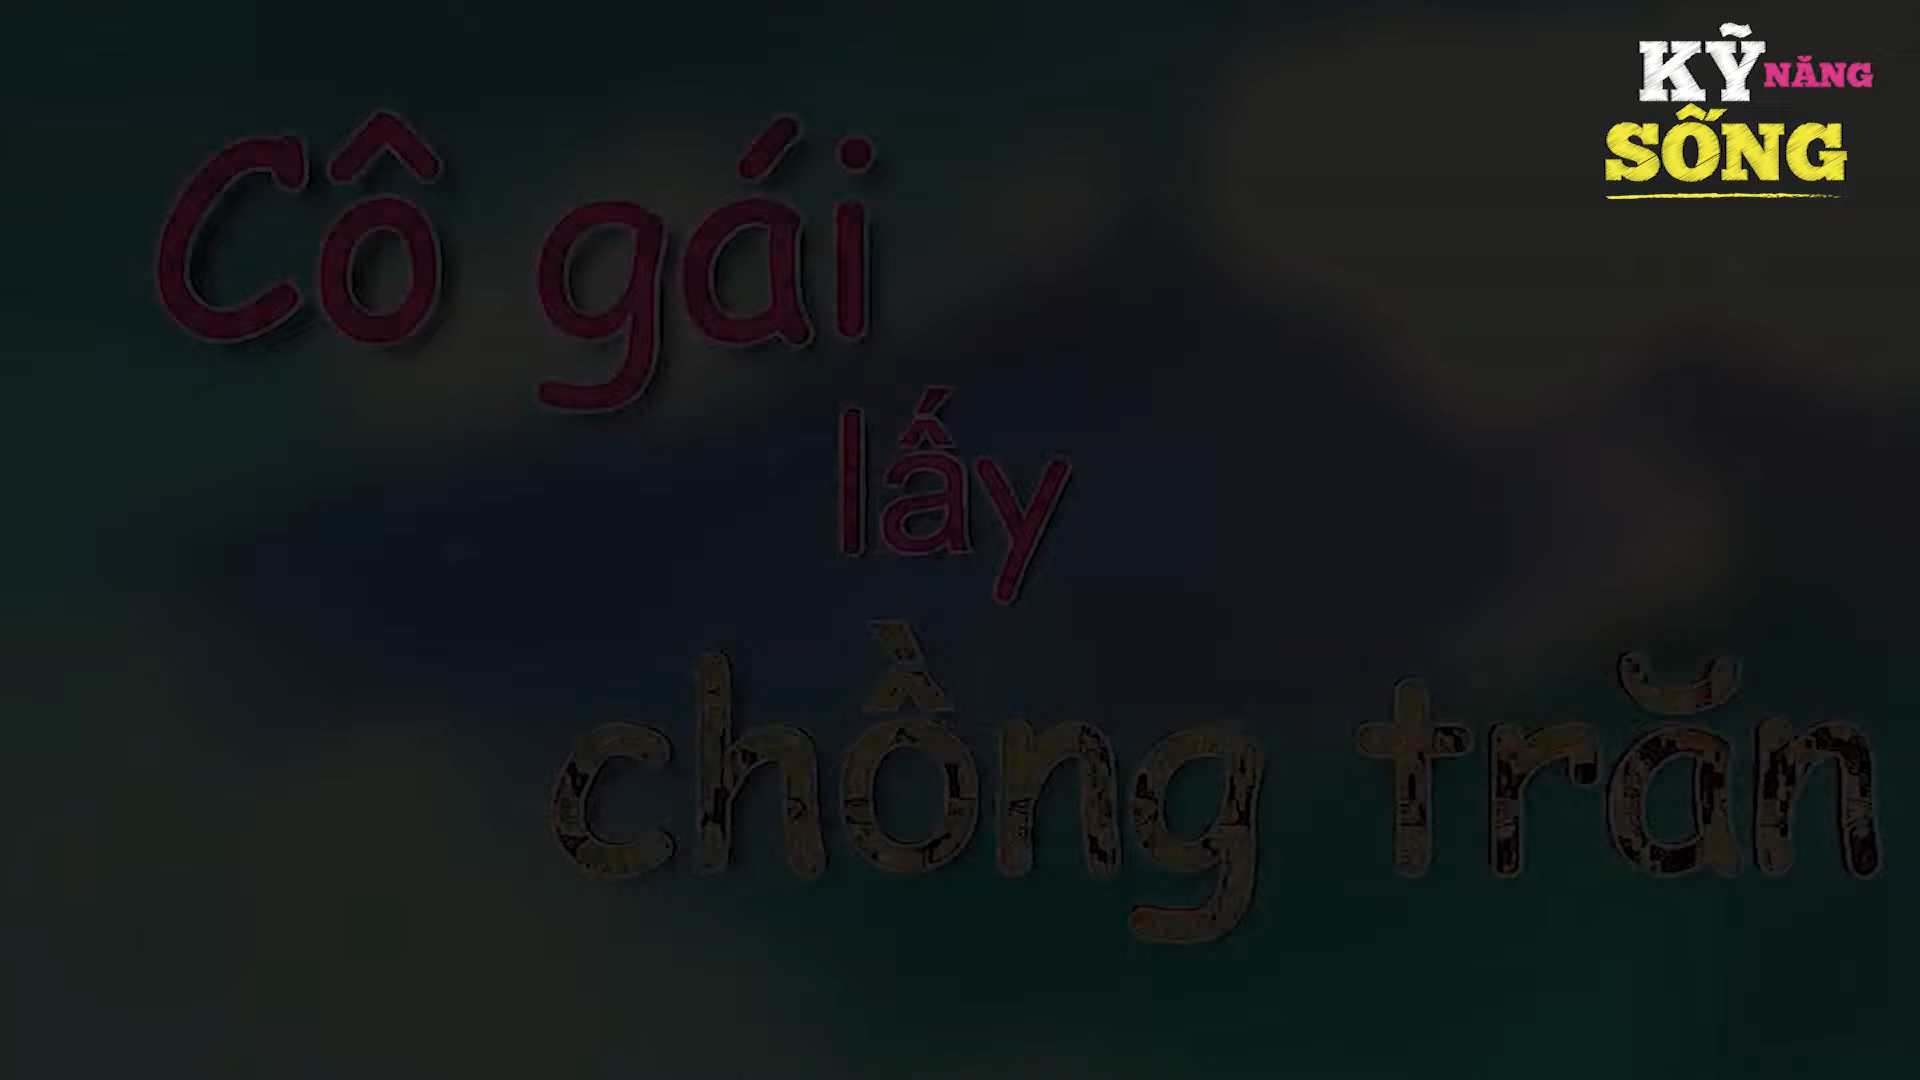 KỸ NĂNG
SỐNG
Cô gái
lấy
chồng trăn